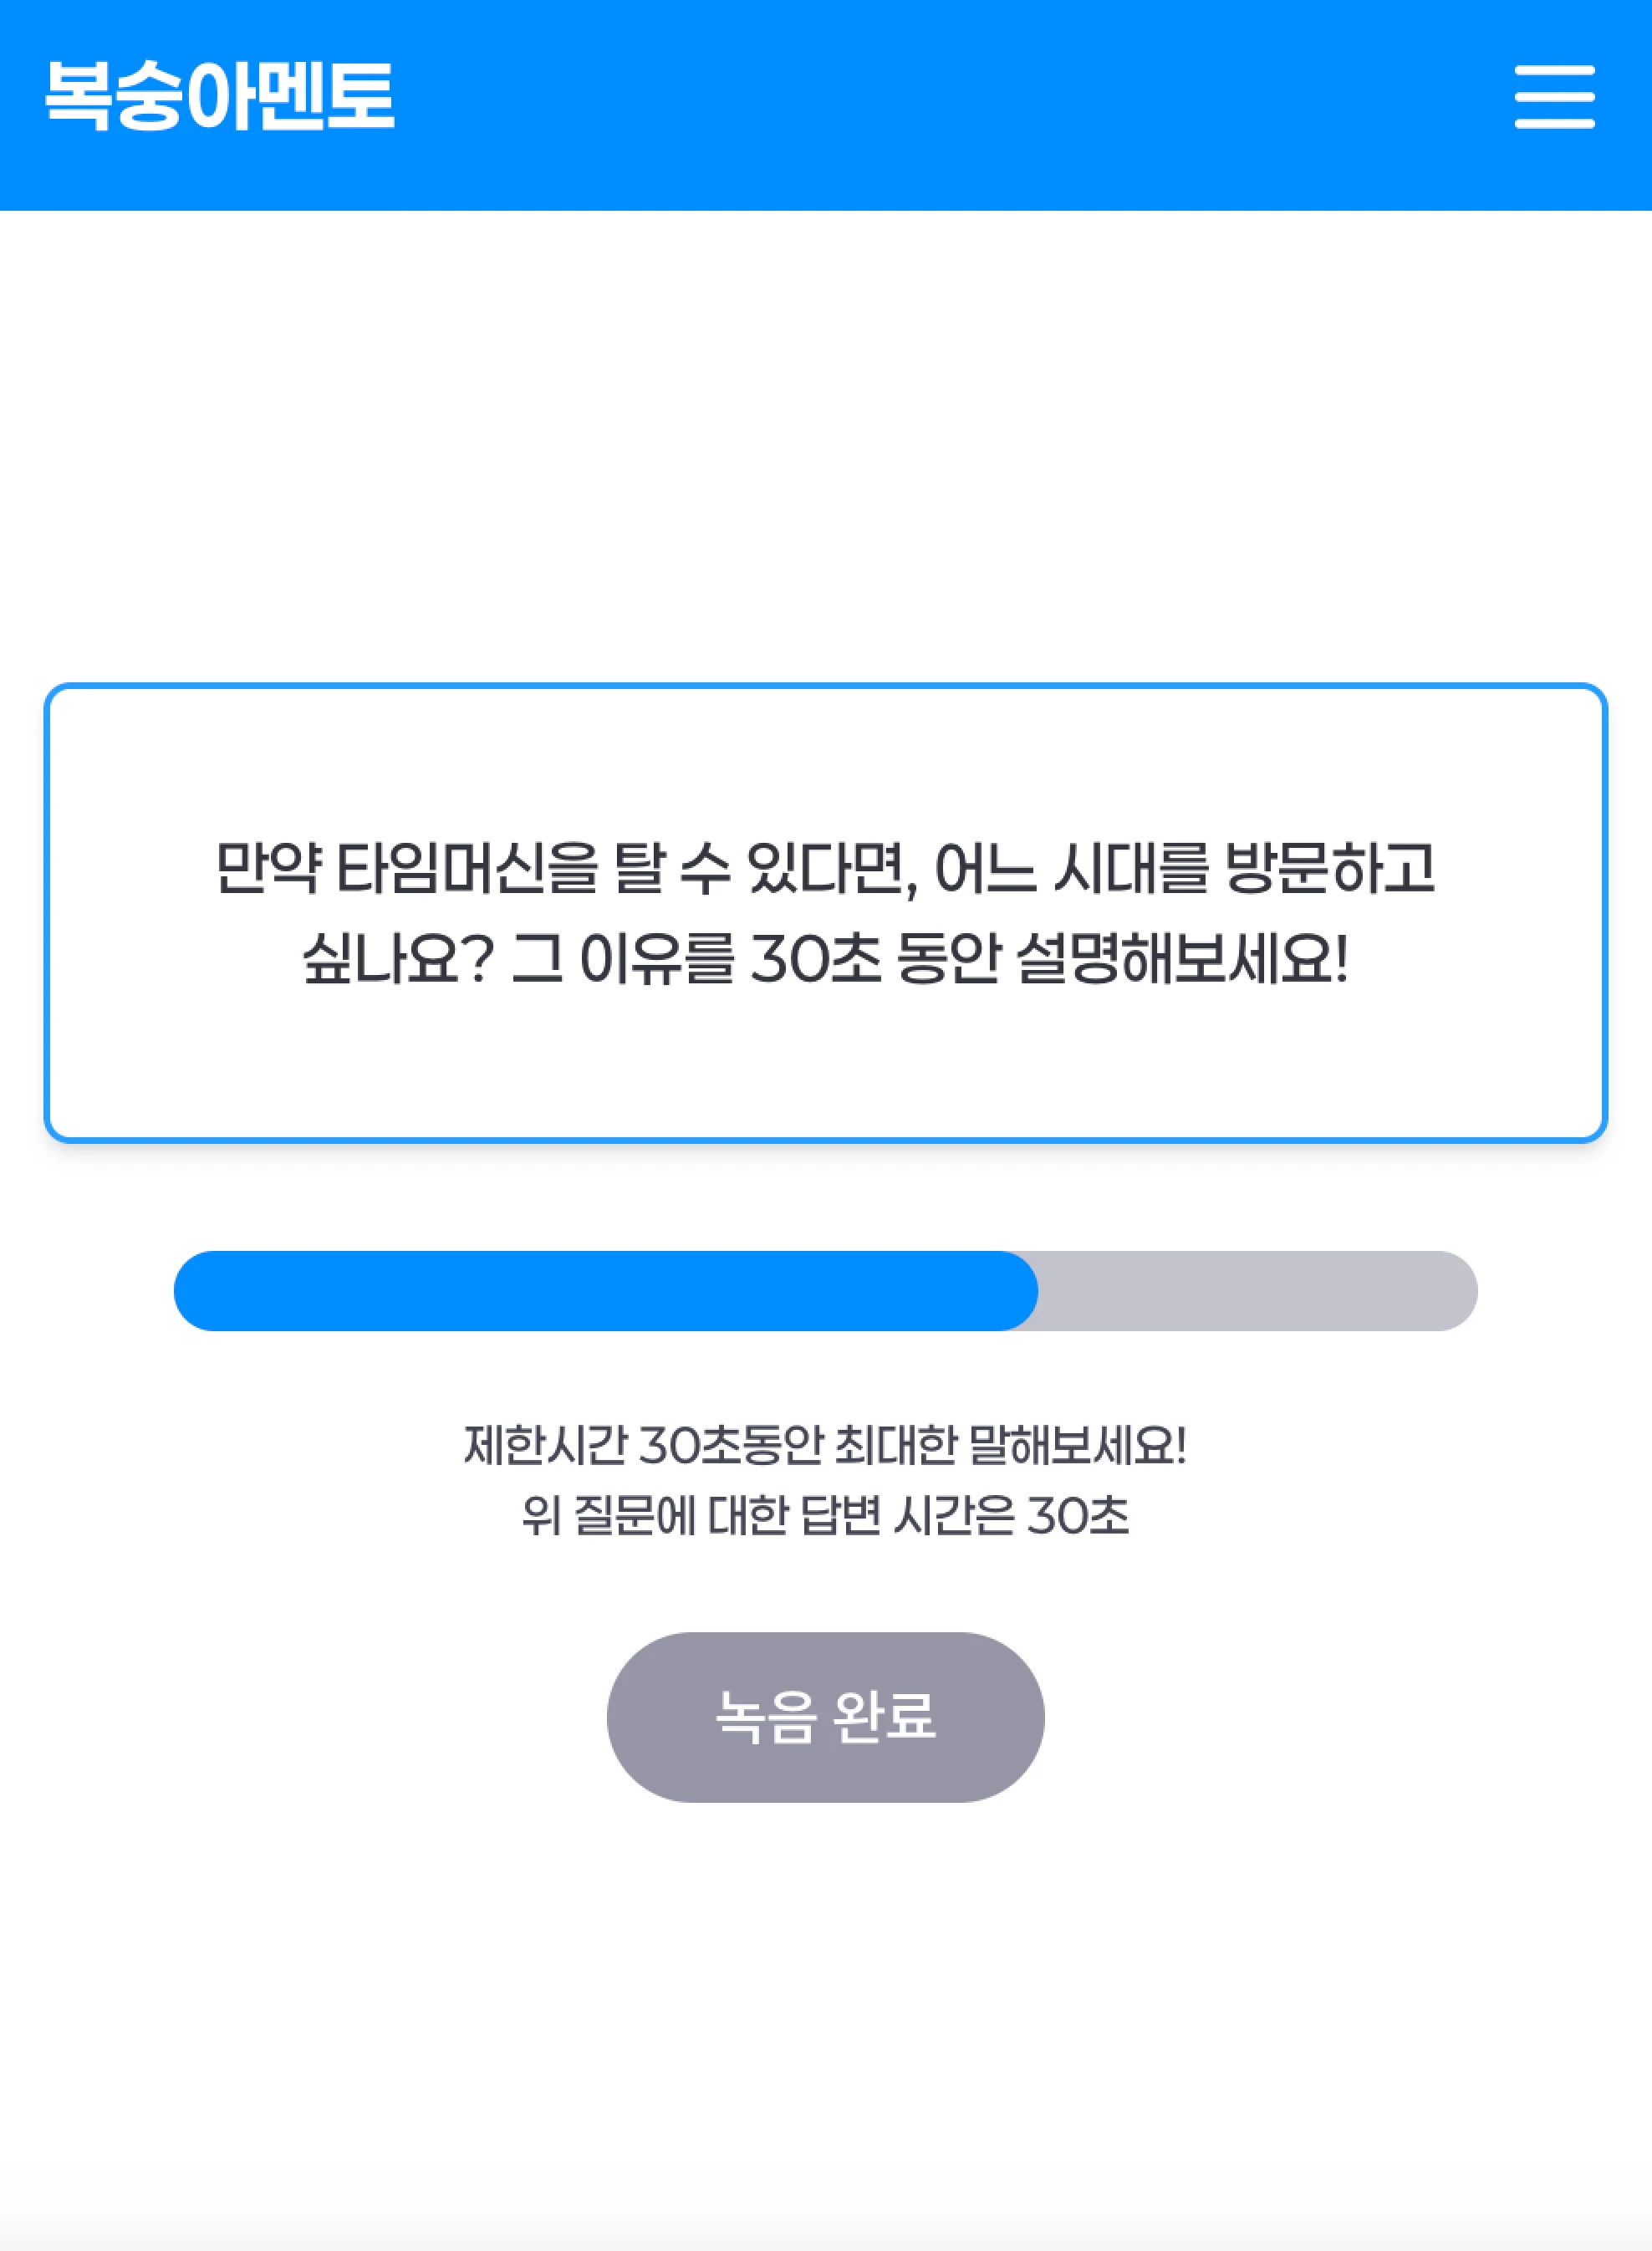 복숭아멘토
만약 타임머신을 탈 수 있다면, 어느 시대를 방문하고
싶나요? 그 이유를 30초 동안 설명해보세요!
제한시간 30초동안 최대한 말해보세요!
위 질문에 대한 답변 시간은 30초
녹음 완료